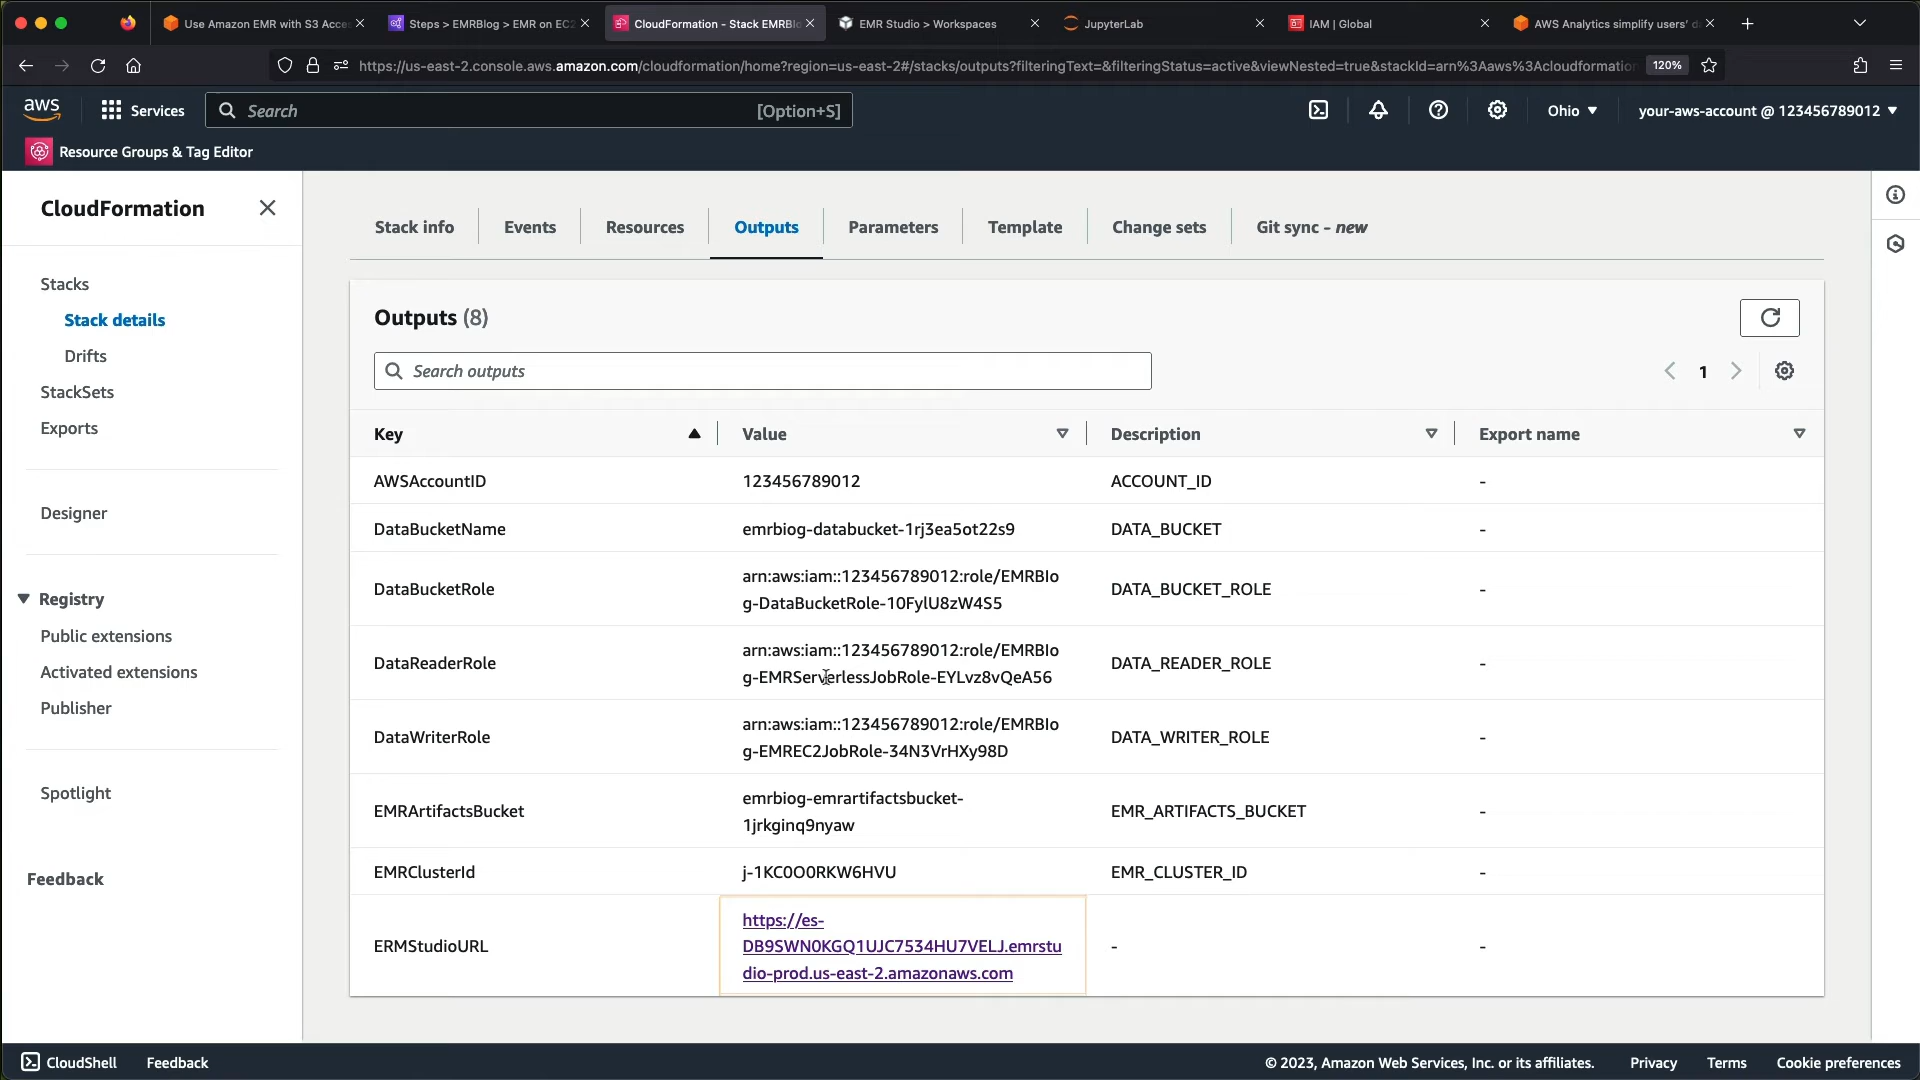 Use Amazon EMR with S3 Acce
Steps > EMRBlog > EMR on EC2
CloudFormation - Stack EMRBlo
EMR Studio > Workspaces
JupyterLab
IAM | Global
AWS Analytics simplify users' d
https://us-east-2.console.aws.amazon.com/cloudformation/home?region=us-east-2#/stacks/outputs?filteringText=&filteringStatus=active&viewNested=true&stackId=arn%3Aaws%3Acloudformation
120%
aws
Services
Search
[Option+S]
Ohio
your-aws-account @ 123456789012
Resource Groups & Tag Editor
CloudFormation
Stacks
Stack details
Drifts
StackSets
Exports
Designer
Registry
Public extensions
Activated extensions
Publisher
Spotlight
Feedback
Stack info
Events
Resources
Outputs
Parameters
Template
Change sets
Git sync - new
Outputs (8)
Search outputs
1
Key
Value
Description
Export name
AWSAccountID
123456789012
ACCOUNT_ID
-
DataBucketName
emrbiog-databucket-1rj3ea5ot22s9
DATA_BUCKET
-
DataBucketRole
arn:aws:iam::123456789012:role/EMRBIo
g-DataBucketRole-10FylU8zW4S5
DATA_BUCKET_ROLE
-
DataReaderRole
arn:aws:iam::123456789012:role/EMRBIo
g-EMRServerlessJobRole-EYLvz8vQeA56
DATA_READER_ROLE
-
DataWriterRole
arn:aws:iam::123456789012:role/EMRBIo
g-EMREC2JobRole-34N3VrHXy98D
DATA_WRITER_ROLE
-
EMRArtifactsBucket
emrbiog-emrartifactsbucket-
1jrkginq9nyaw
EMR_ARTIFACTS_BUCKET
-
EMRClusterId
j-1KC0O0RKW6HVU
EMR_CLUSTER_ID
-
ERMStudioURL
https://es-
DB9SWN0KGQ1UJC7534HU7VELJ.emrstu
dio-prod.us-east-2.amazonaws.com
-
-
CloudShell
Feedback
© 2023, Amazon Web Services, Inc. or its affiliates.
Privacy
Terms
Cookie preferences